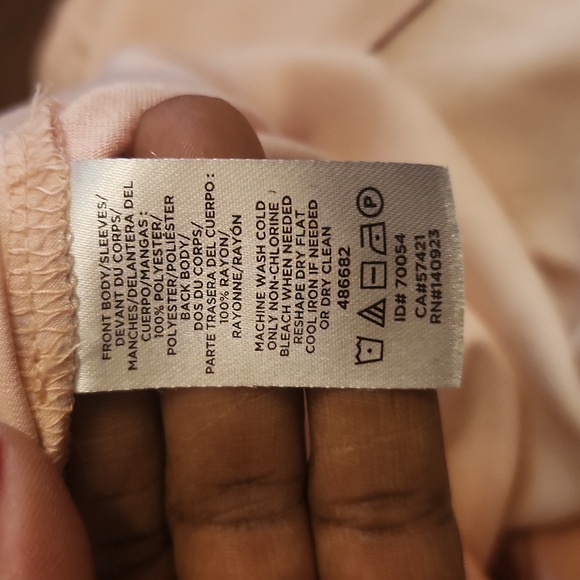 FRONT BODY/SLEEVES/
DEVANT DU CORPS/
MANCHES/DELANTERA DEL
CUERPO/MANGAS :
100% POLYESTER/
POLYESTER/POLIÉSTER
BACK BODY/
DOS DU CORPS/
PARTE TRASERA DEL CUERPO :
100% RAYON/
RAYONNE/RAYÓN
MACHINE WASH COLD
ONLY NON-CHLORINE
BLEACH WHEN NEEDED
RESHAPE DRY FLAT
COOL IRON IF NEEDED
OR DRY CLEAN
486682
P
ID# 70054
CA#57421
RN#140923